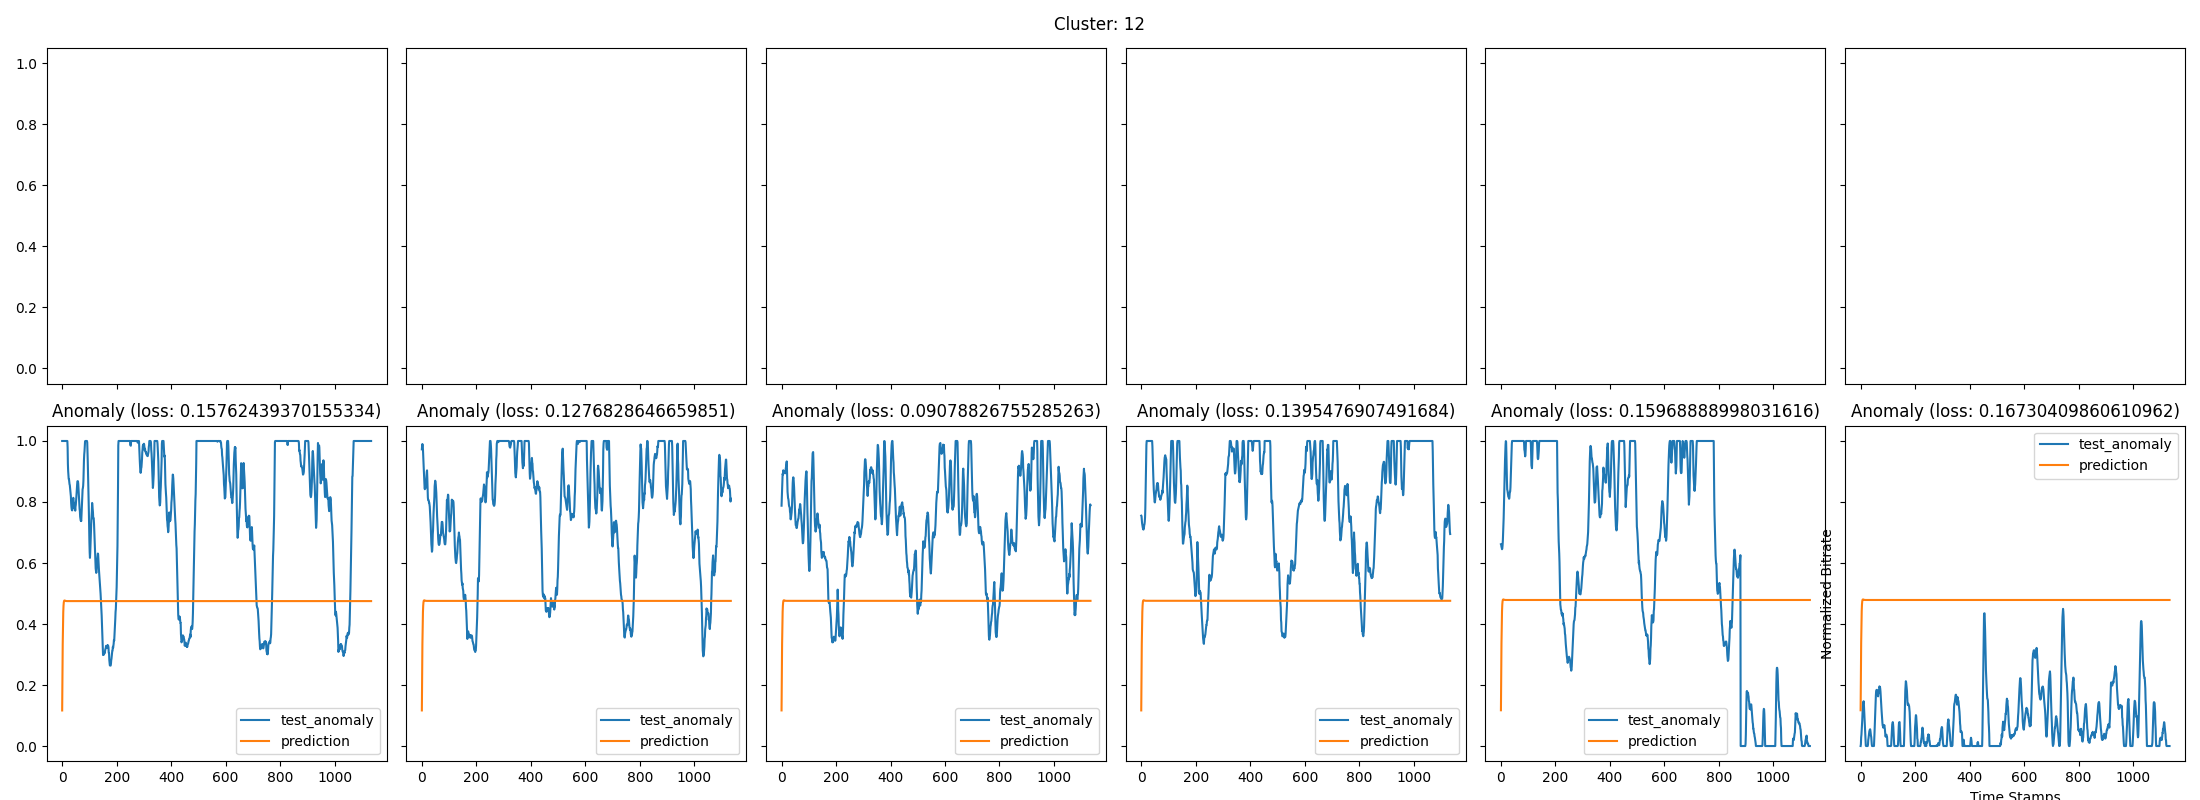 Cluster: 12
1.0
0.8
0.6
0.4
0.2
0.0
Anomaly (loss: 0.15762439370155334)
Anomaly (loss: 0.1276828646659851)
Anomaly (loss: 0.09078826755285263)
Anomaly (loss: 0.1395476907491684)
Anomaly (loss: 0.15968888998031616)
Anomaly (loss: 0.16730409860610962)
1.0
0.8
0.6
0.4
0.2
0.0
test_anomaly
prediction
test_anomaly
prediction
test_anomaly
prediction
test_anomaly
prediction
test_anomaly
prediction
test_anomaly
prediction
Normalized Bitrate
0 200 400 600 800 1000
0 200 400 600 800 1000
0 200 400 600 800 1000
0 200 400 600 800 1000
0 200 400 600 800 1000
0 200 400 600 800 1000
Time Stamps